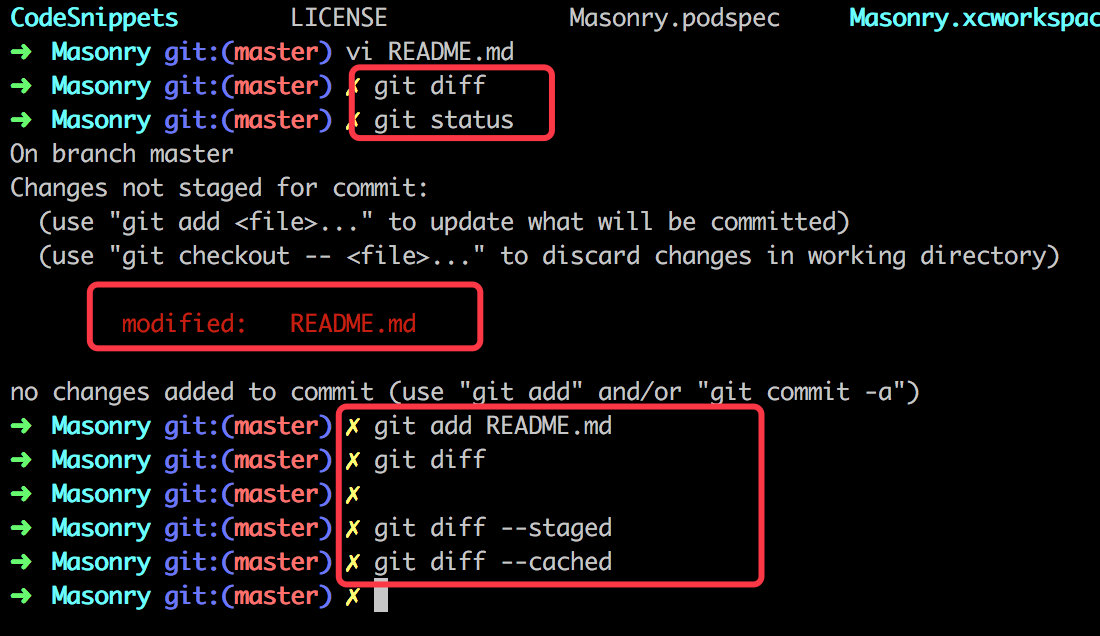 CodeSnippets LICENSE Masonry.podspec Masonry.xcworkspac
➜ Masonry git:(master) vi README.md
➜ Masonry git:(master) ✗ git diff
➜ Masonry git:(master) ✗ git status
On branch master
Changes not staged for commit:
(use "git add <file>..." to update what will be committed)
(use "git checkout -- <file>..." to discard changes in working directory)
modified: README.md
no changes added to commit (use "git add" and/or "git commit -a")
➜ Masonry git:(master) ✗ git add README.md
➜ Masonry git:(master) ✗ git diff
➜ Masonry git:(master) ✗
➜ Masonry git:(master) ✗ git diff --staged
➜ Masonry git:(master) ✗ git diff --cached
➜ Masonry git:(master) ✗